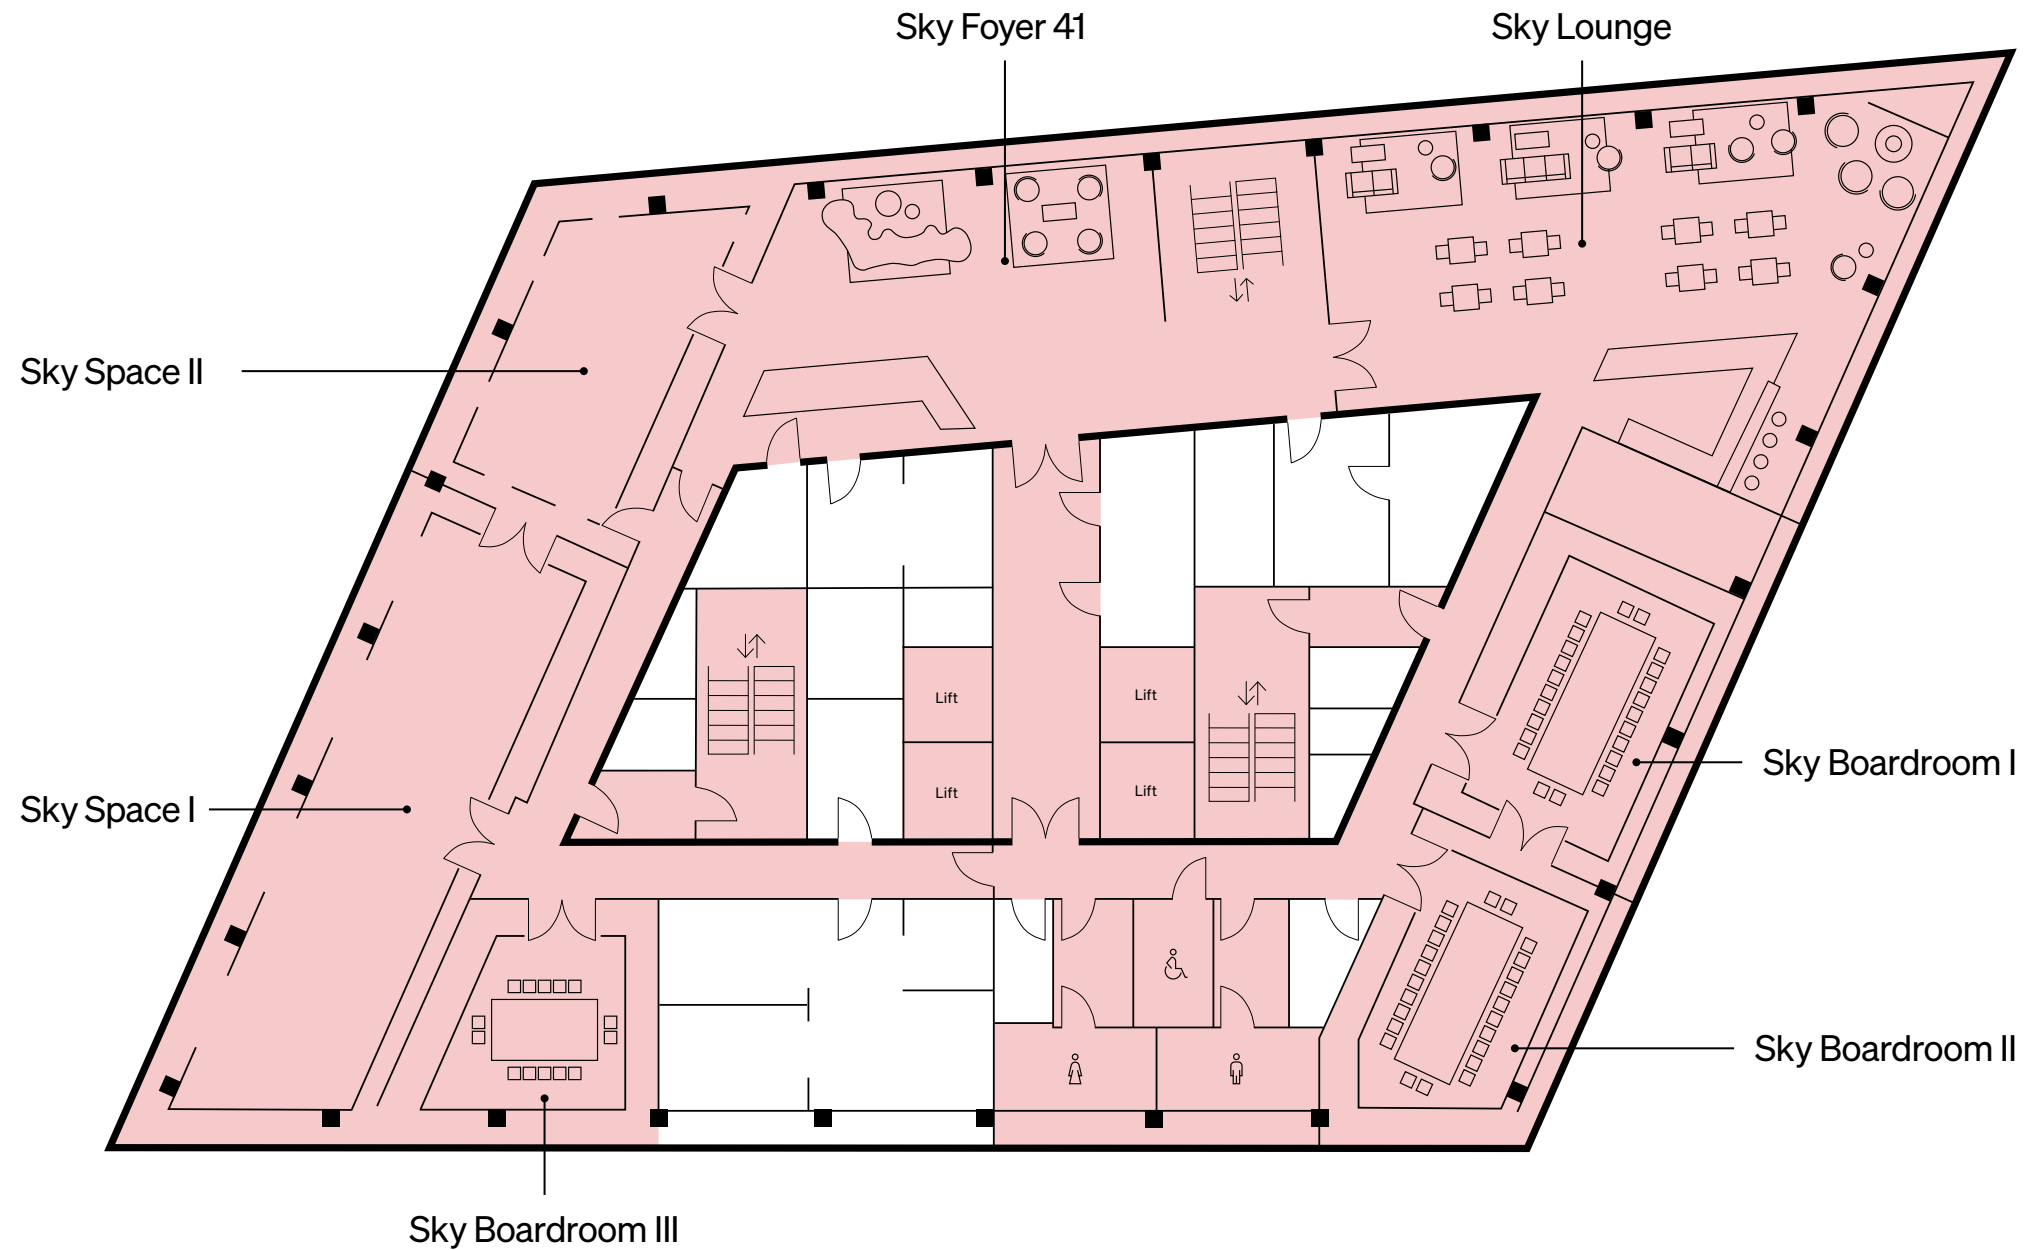 Sky Foyer 41
Sky Lounge
Sky Space II
Lift
Lift
Sky Boardroom I
Lift
Lift
Sky Space I
Sky Boardroom II
Sky Boardroom III